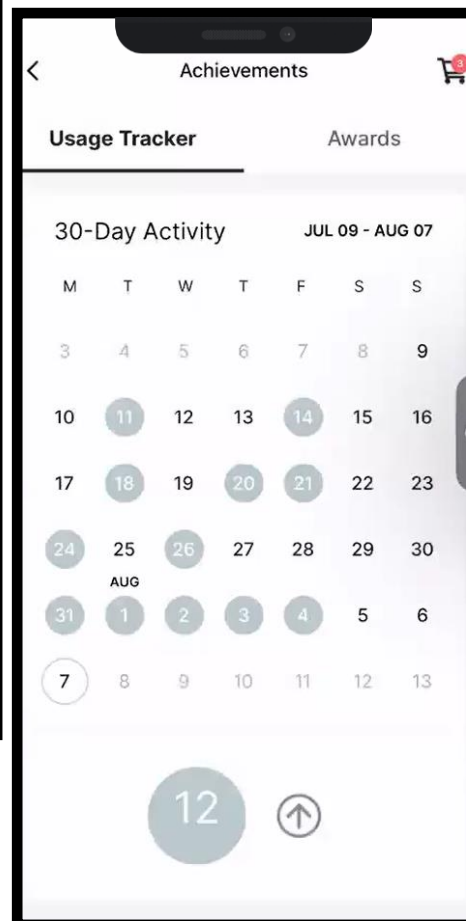 Achievements
3
Usage Tracker Awards
30-Day Activity JUL 09 - AUG 07
M T W T F S S
3 4 5 6 7 8 9
10 11 12 13 14 15 16
17 18 19 20 21 22 23
24 25 26 27 28 29 30
AUG
31 1 2 3 4 5 6
7 8 9 10 11 12 13
12